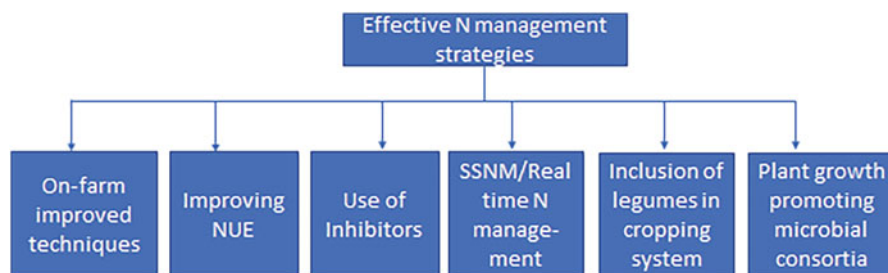 Effective N management
strategies
On-farm
improved
techniques
Improving
NUE
Use of
Inhibitors
SSNM/Real
time N
manage-
ment
Inclusion of
legumes in
cropping
system
Plant growth
promoting
microbial
consortia